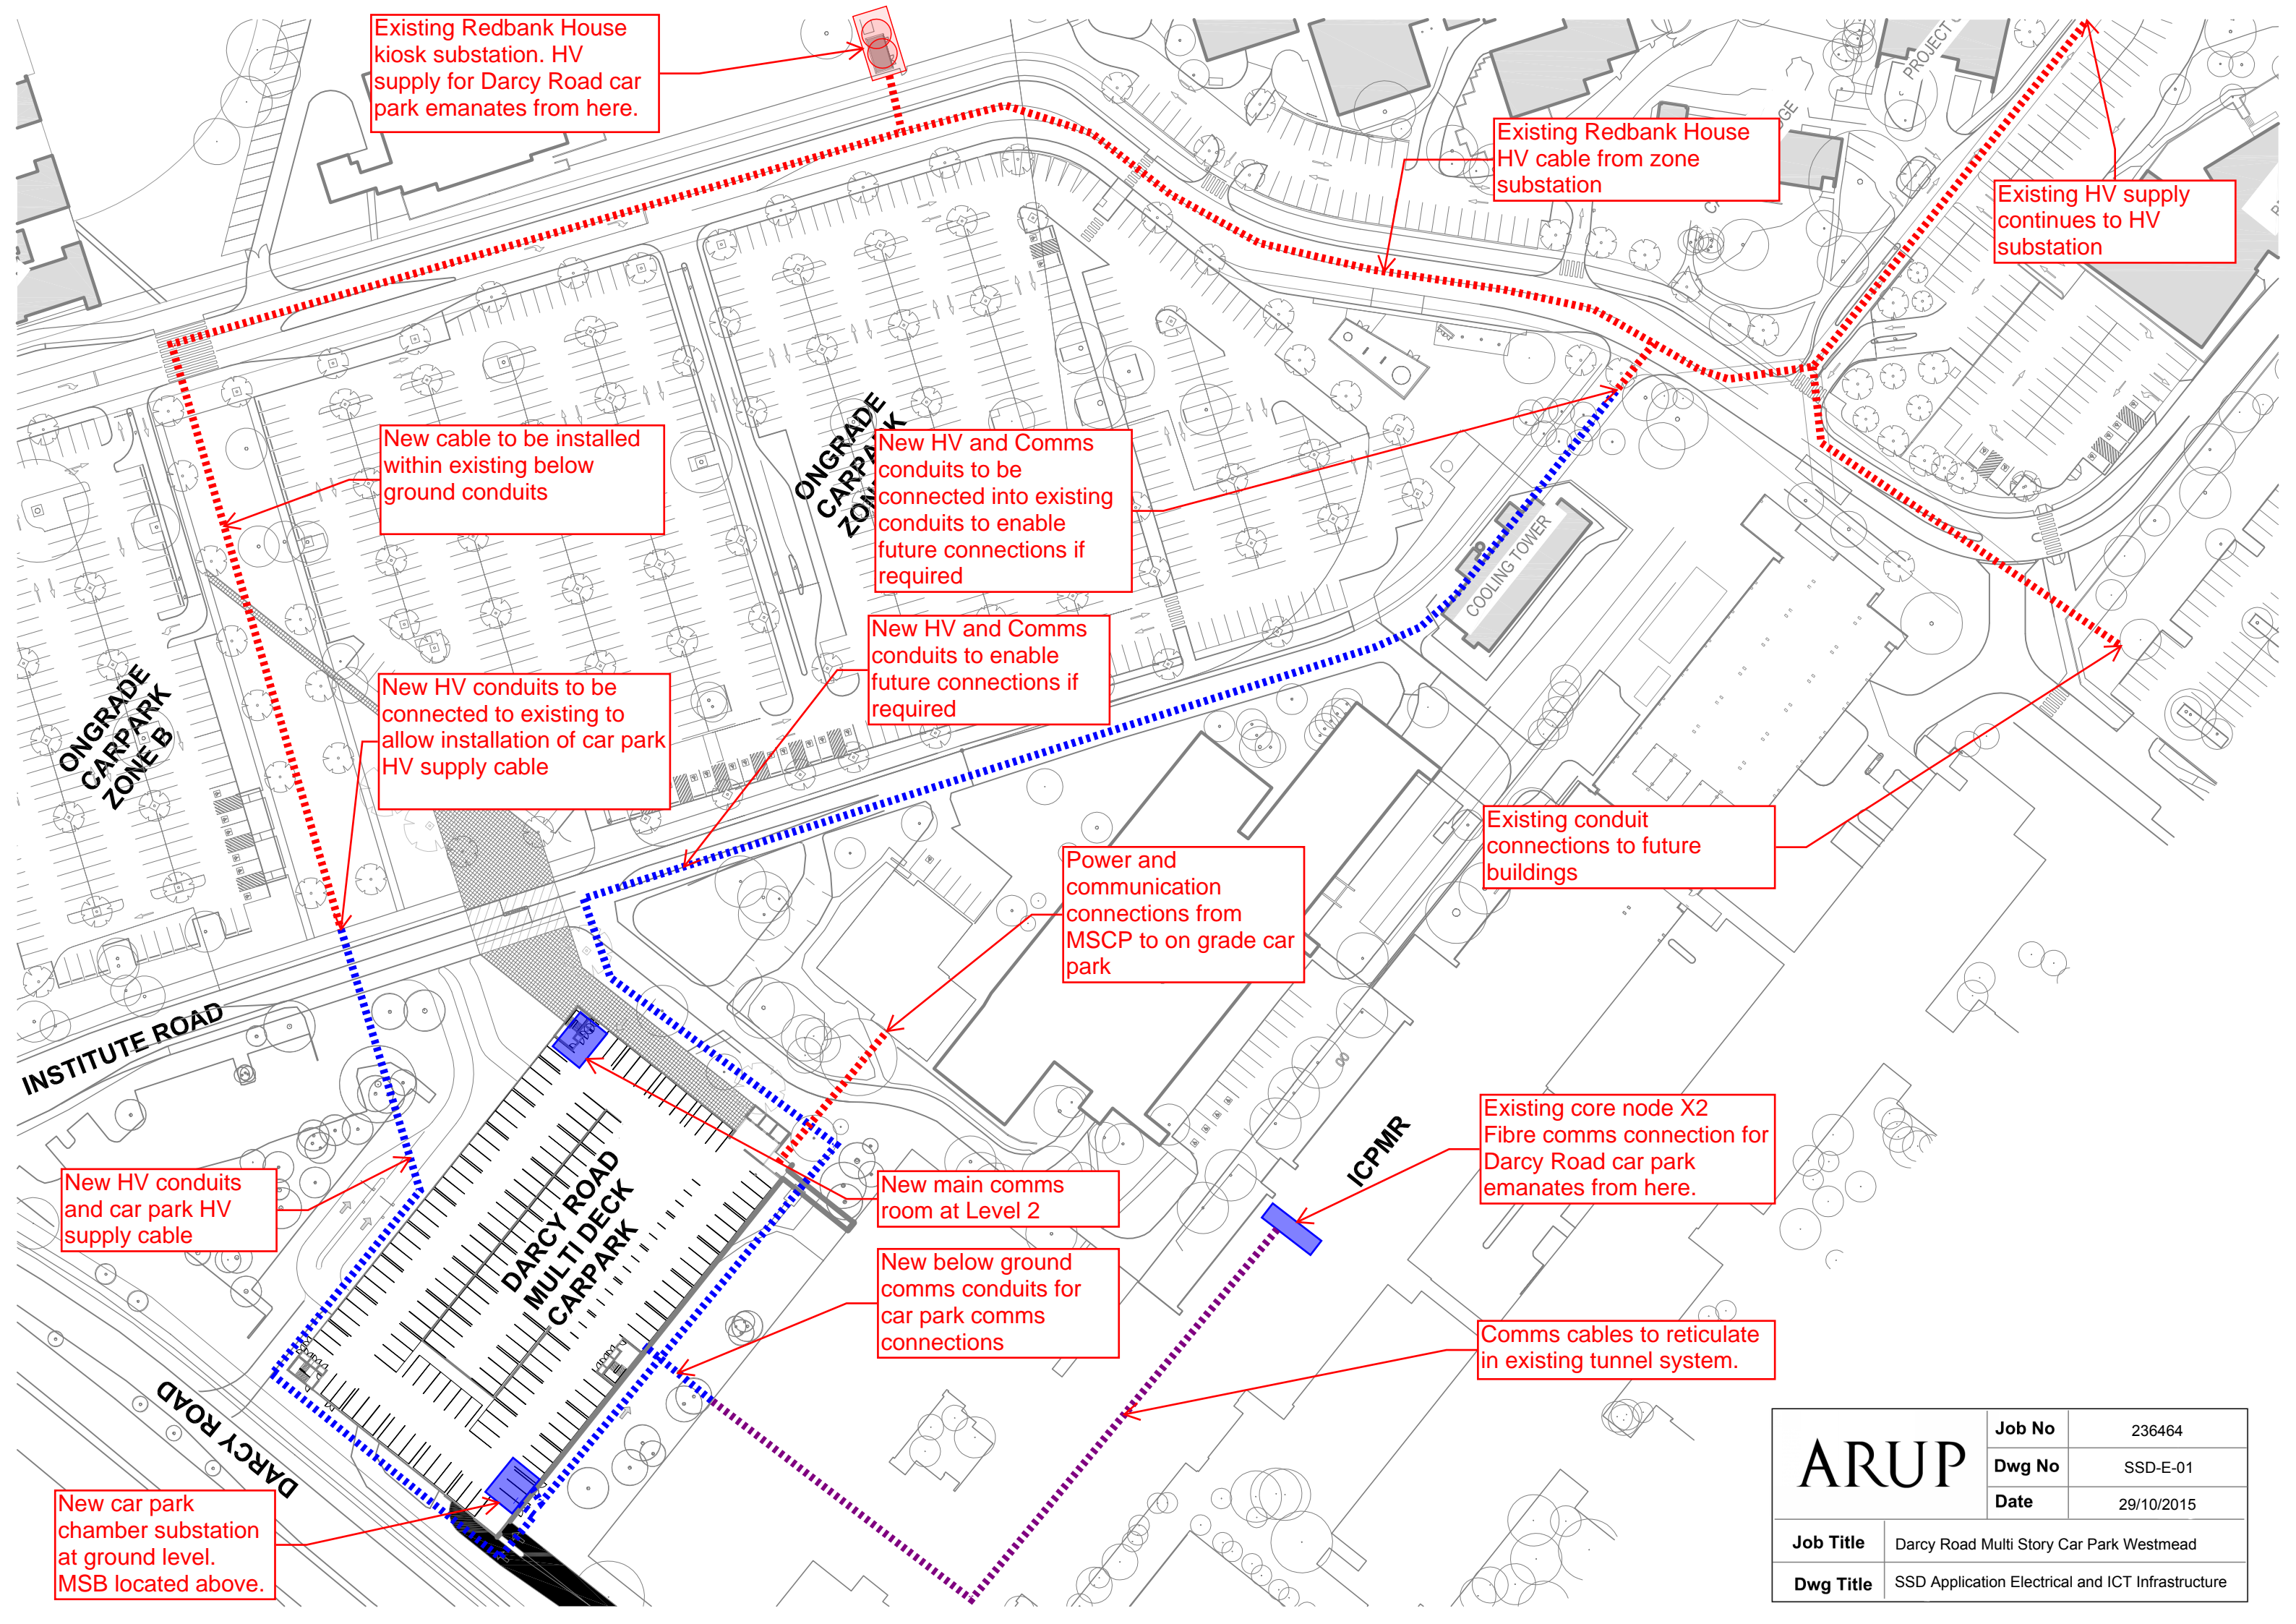 Existing Redbank House
kiosk substation. HV
supply for Darcy Road car
park emanates from here.
PROJECT
DGE
Existing Redbank House
HV cable from zone
substation
Existing HV supply
continues to HV
substation
New cable to be installed
within existing below
ground conduits
ONGRADE
CARPARK
New HV and Comms
conduits to be
connected into existing
conduits to enable
future connections if
required
COOLING TOWER
New HV and Comms
conduits to enable
future connections if
required
ONGRADE
CARPARK
ZONE B
New HV conduits to be
connected to existing to
allow installation of car park
HV supply cable
Existing conduit
connections to future
buildings
Power and
communication
connections from
MSCP to on grade car
park
INSTITUTE ROAD
ICPMR
Existing core node X2
Fibre comms connection for
Darcy Road car park
emanates from here.
New HV conduits
and car park HV
supply cable
DARCY ROAD
MULTI DECK
CARPARK
New main comms
room at Level 2
New below ground
comms conduits for
car park comms
connections
Comms cables to reticulate
in existing tunnel system.
DARCY ROAD
New car park
chamber substation
at ground level.
MSB located above.
ARUP
Job No 236464
Dwg No SSD-E-01
Date 29/10/2015
Job Title Darcy Road Multi Story Car Park Westmead
Dwg Title SSD Application Electrical and ICT Infrastructure